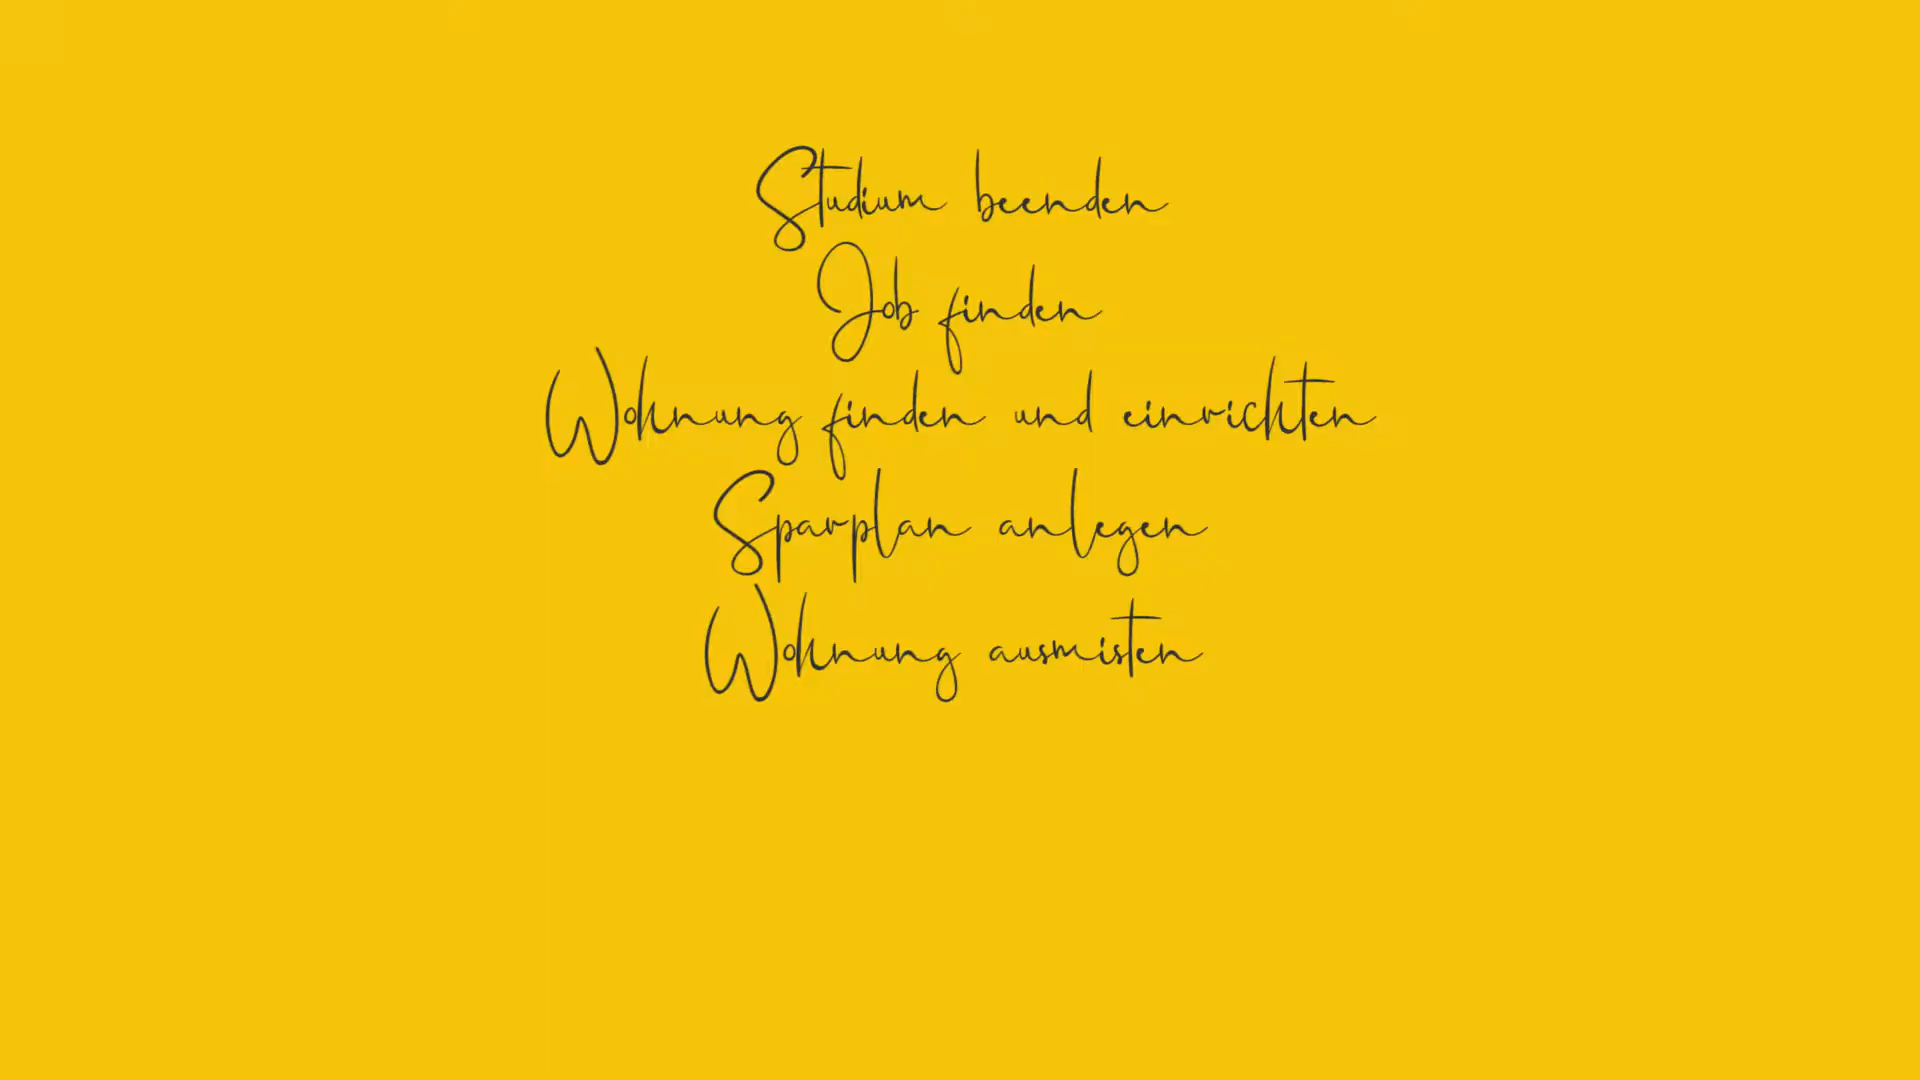 Studium beenden
Job finden
Wohnung finden und einrichten
Sparplan anlegen
Wohnung ausmisten